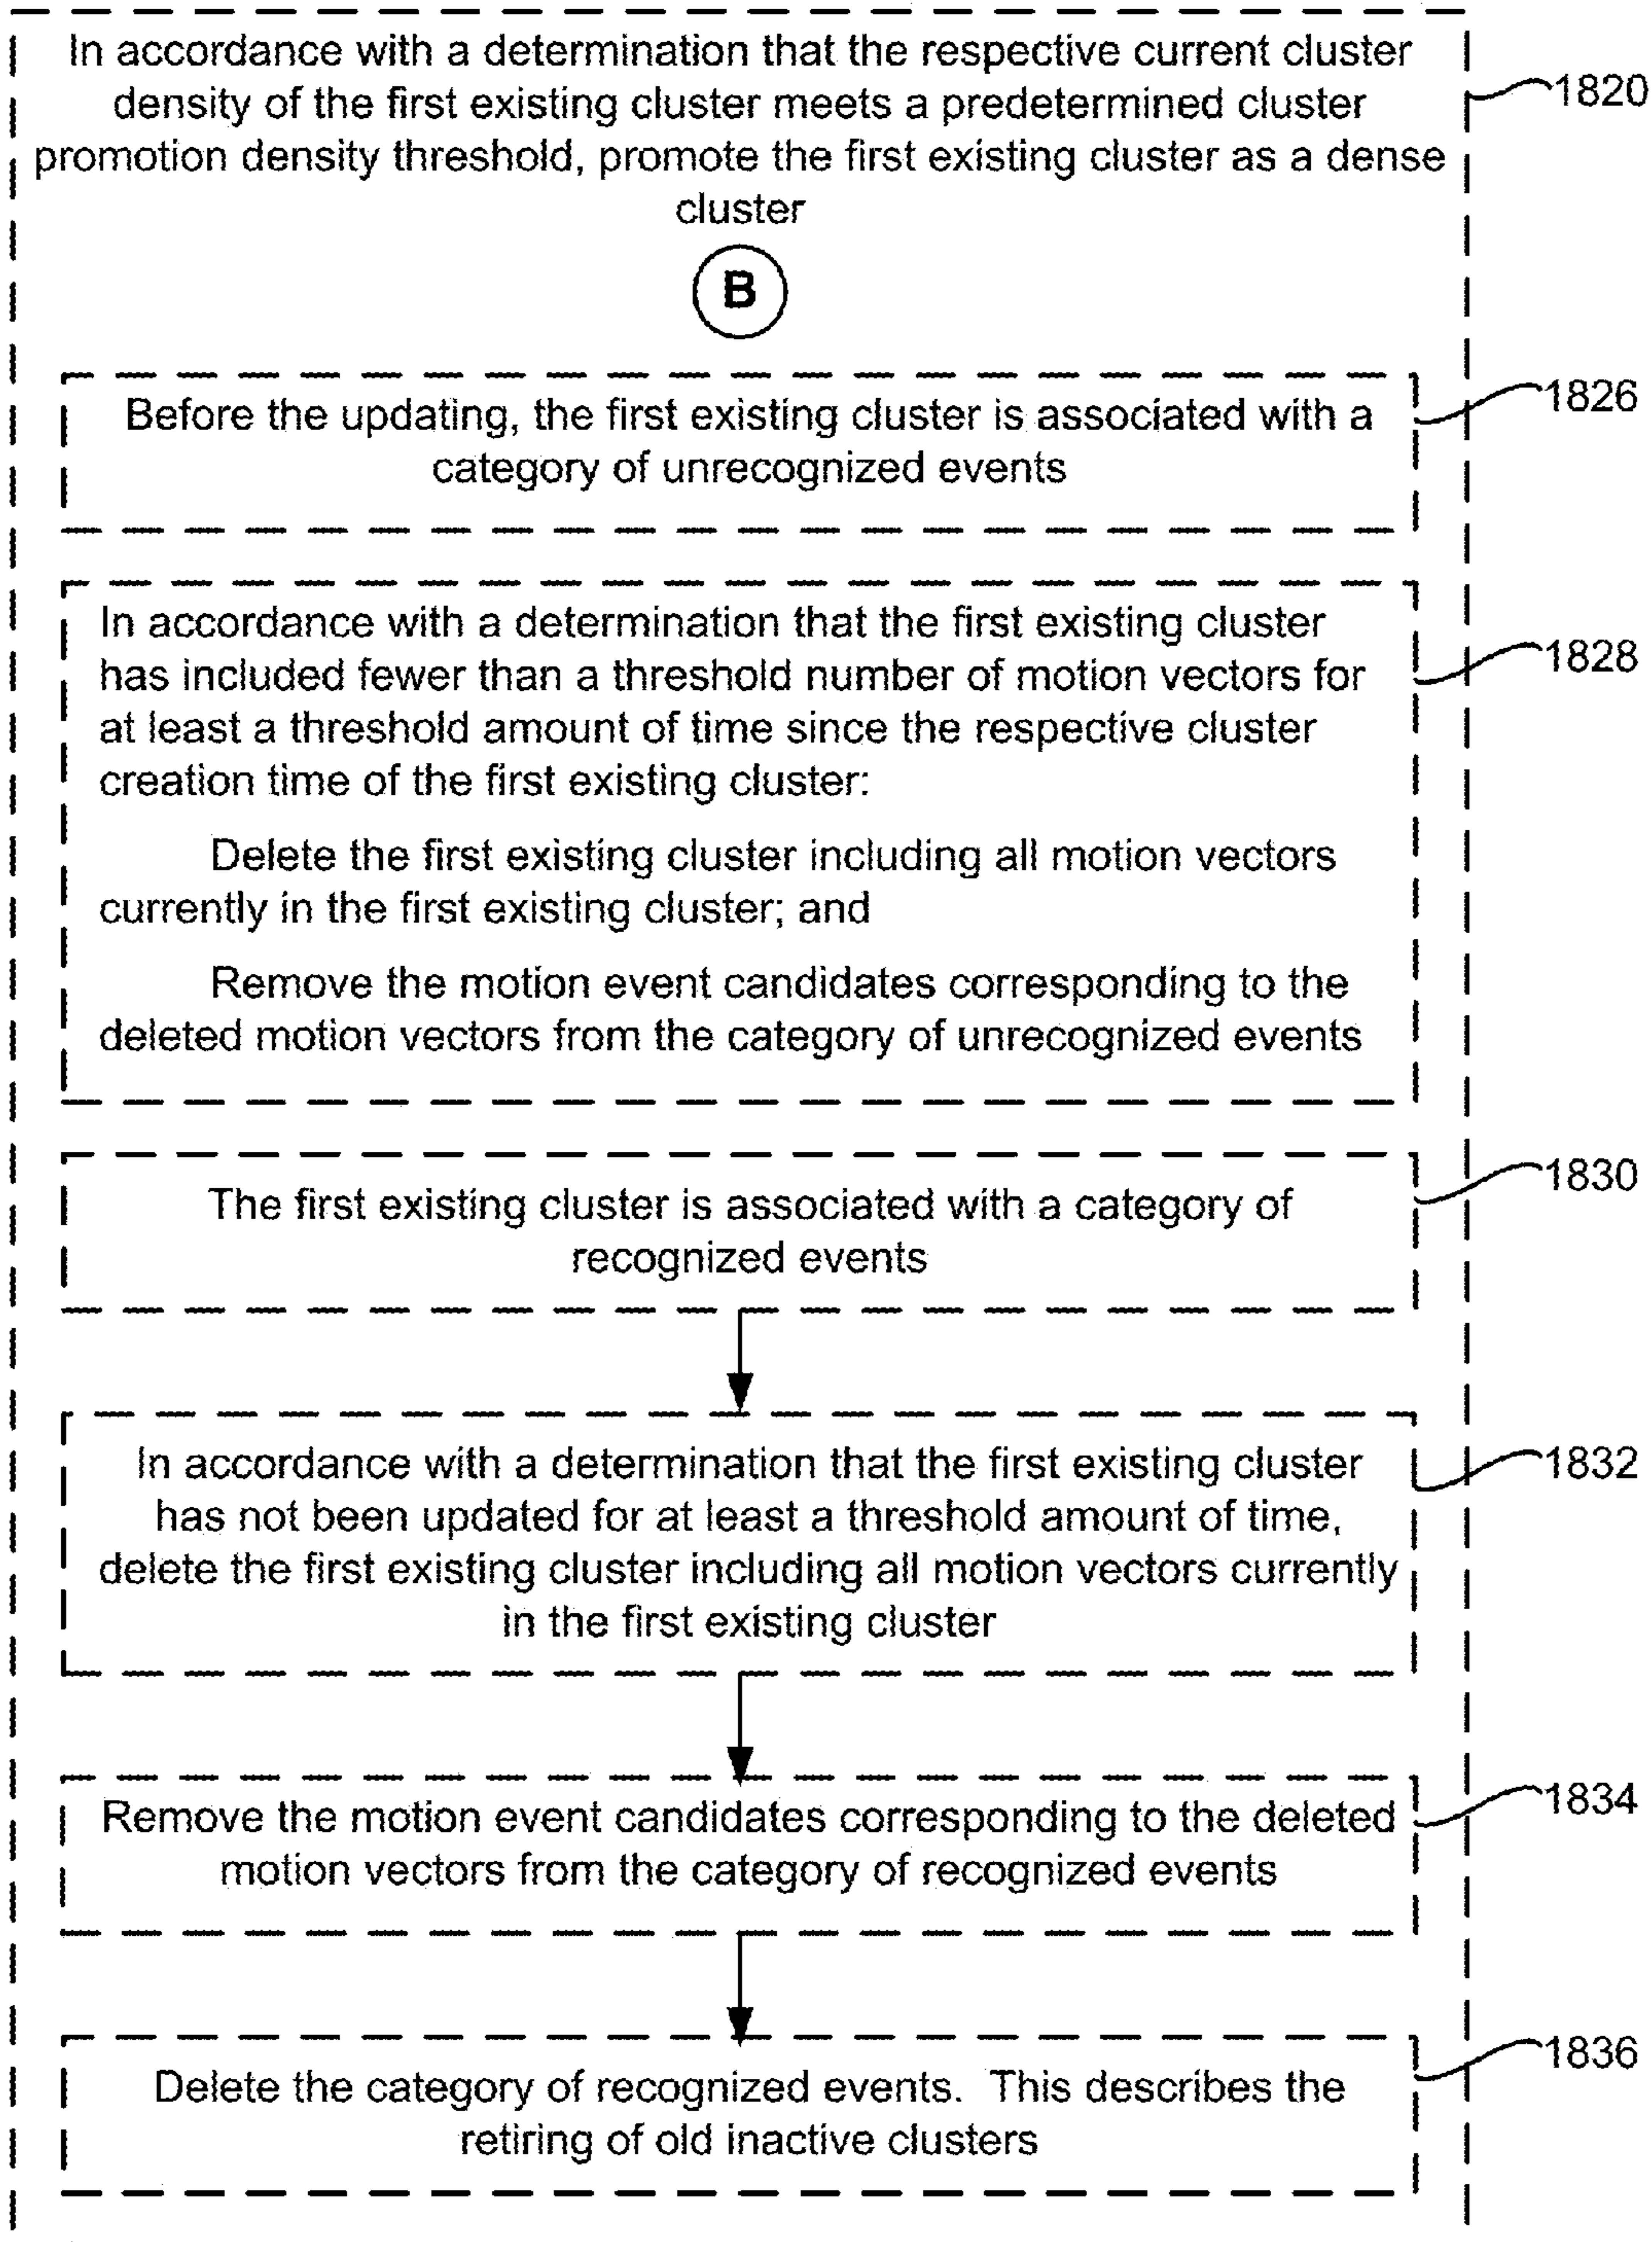 In accordance with a determination that the respective current cluster
density of the first existing cluster meets a predetermined cluster
promotion density threshold, promote the first existing cluster as a dense
cluster
1820
B
Before the updating, the first existing cluster is associated with a
category of unrecognized events
1826
In accordance with a determination that the first existing cluster
has included fewer than a threshold number of motion vectors for
at least a threshold amount of time since the respective cluster
creation time of the first existing cluster:
Delete the first existing cluster including all motion vectors
currently in the first existing cluster; and
Remove the motion event candidates corresponding to the
deleted motion vectors from the category of unrecognized events
1828
The first existing cluster is associated with a category of
recognized events
1830
In accordance with a determination that the first existing cluster
has not been updated for at least a threshold amount of time,
delete the first existing cluster including all motion vectors currently
in the first existing cluster
1832
Remove the motion event candidates corresponding to the deleted
motion vectors from the category of recognized events
1834
Delete the category of recognized events.  This describes the
retiring of old inactive clusters
1836